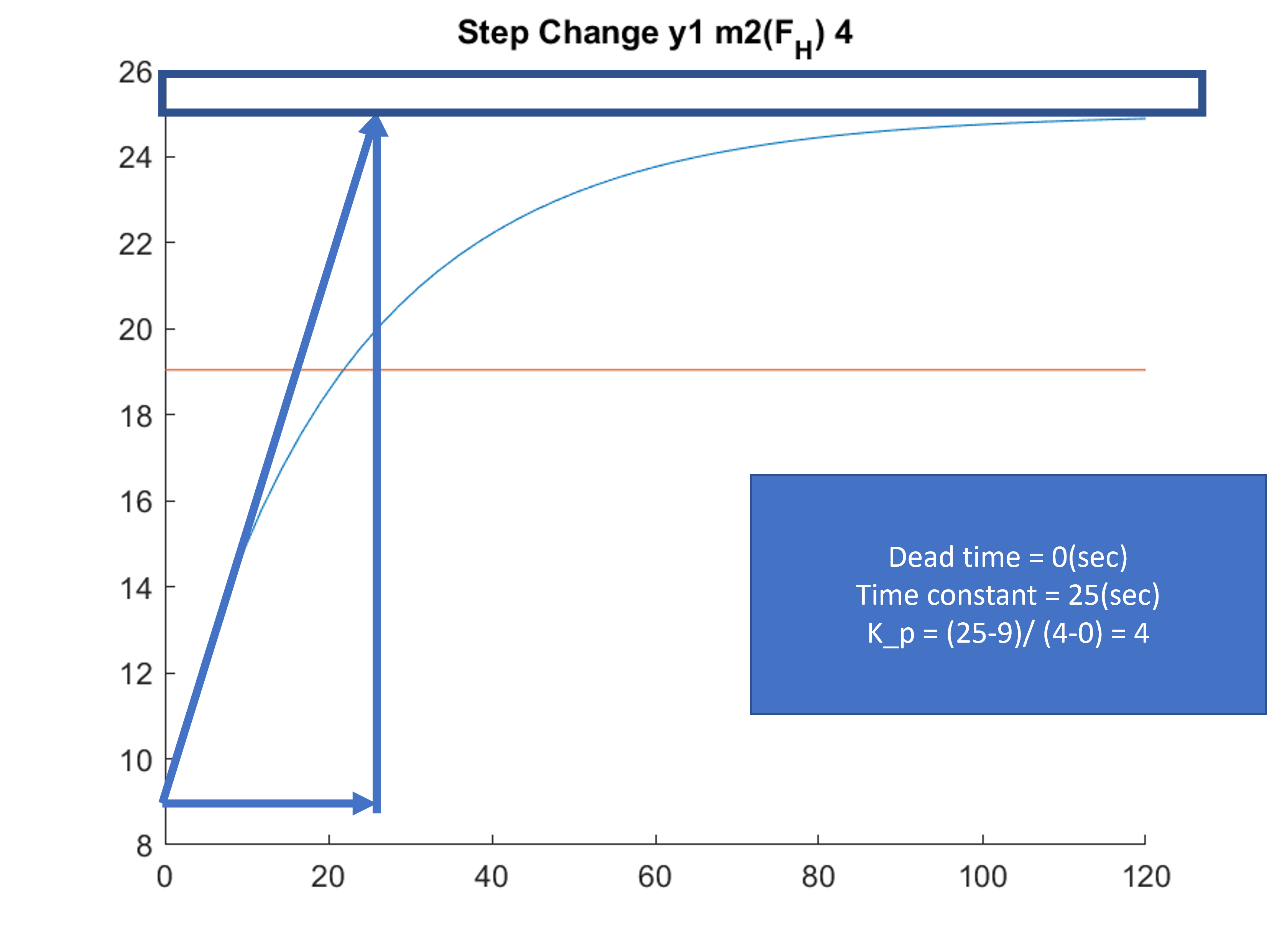 Step Change y1 m2(F_H) 4
26
24
22
20
18
16
14
12
10
8
0 20 40 60 80 100 120
Dead time = 0(sec)
Time constant = 25(sec)
K_p = (25-9)/ (4-0) = 4